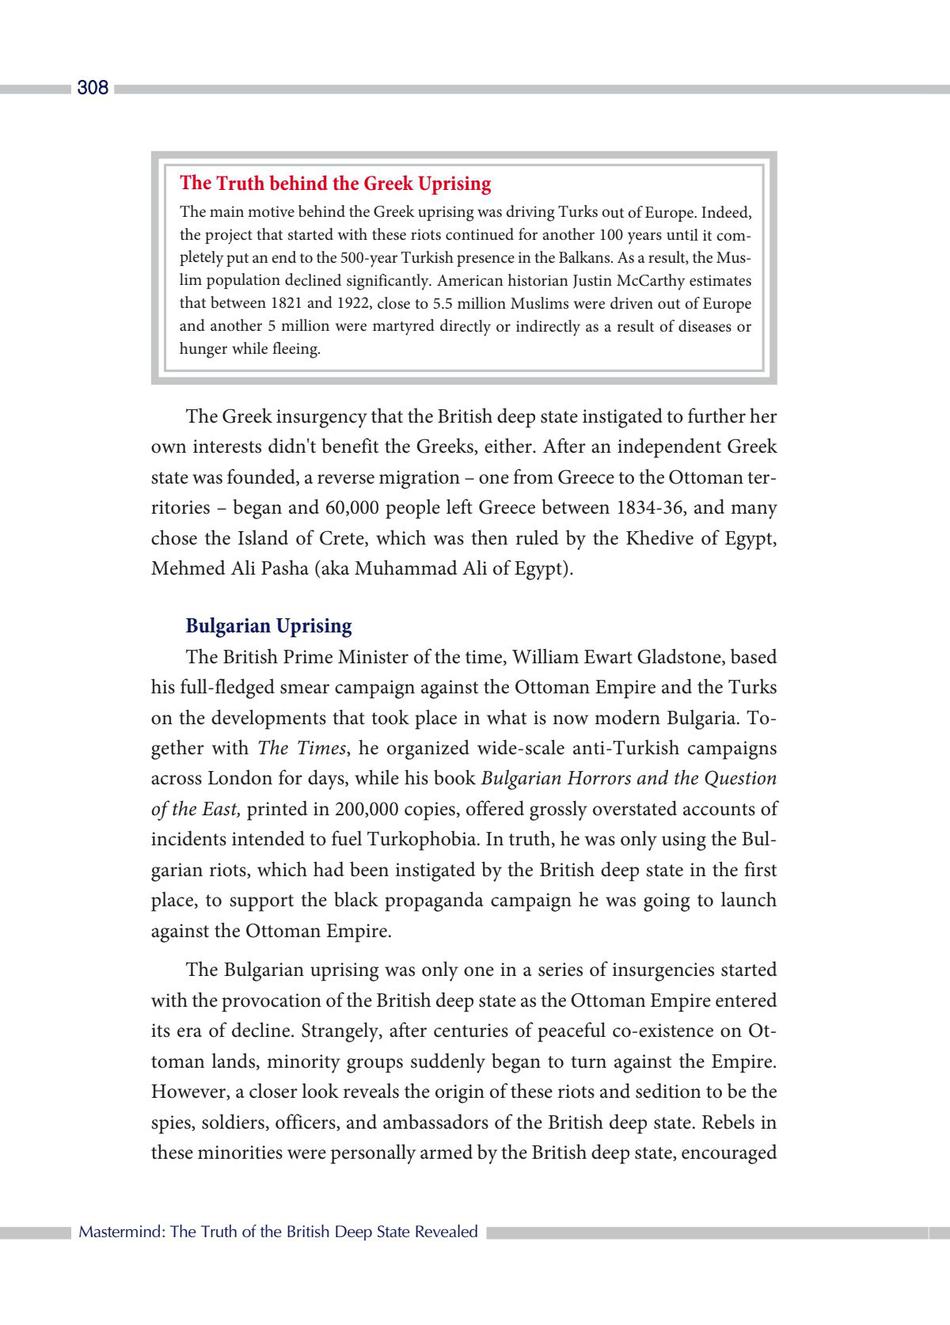 308
The Truth behind the Greek Uprising
The main motive behind the Greek uprising was driving Turks out of Europe. Indeed,
the project that started with these riots continued for another 100 years until it com-
pletely put an end to the 500-year Turkish presence in the Balkans. As a result, the Mus-
lim population declined significantly. American historian Justin McCarthy estimates
that between 1821 and 1922, close to 5.5 million Muslims were driven out of Europe
and another 5 million were martyred directly or indirectly as a result of diseases or
hunger while fleeing.
The Greek insurgency that the British deep state instigated to further her
own interests didn't benefit the Greeks, either. After an independent Greek
state was founded, a reverse migration – one from Greece to the Ottoman ter-
ritories – began and 60,000 people left Greece between 1834-36, and many
chose the Island of Crete, which was then ruled by the Khedive of Egypt,
Mehmed Ali Pasha (aka Muhammad Ali of Egypt).
Bulgarian Uprising
The British Prime Minister of the time, William Ewart Gladstone, based
his full-fledged smear campaign against the Ottoman Empire and the Turks
on the developments that took place in what is now modern Bulgaria. To-
gether with The Times, he organized wide-scale anti-Turkish campaigns
across London for days, while his book Bulgarian Horrors and the Question
of the East, printed in 200,000 copies, offered grossly overstated accounts of
incidents intended to fuel Turkophobia. In truth, he was only using the Bul-
garian riots, which had been instigated by the British deep state in the first
place, to support the black propaganda campaign he was going to launch
against the Ottoman Empire.
The Bulgarian uprising was only one in a series of insurgencies started
with the provocation of the British deep state as the Ottoman Empire entered
its era of decline. Strangely, after centuries of peaceful co-existence on Ot-
toman lands, minority groups suddenly began to turn against the Empire.
However, a closer look reveals the origin of these riots and sedition to be the
spies, soldiers, officers, and ambassadors of the British deep state. Rebels in
these minorities were personally armed by the British deep state, encouraged
Mastermind: The Truth of the British Deep State Revealed